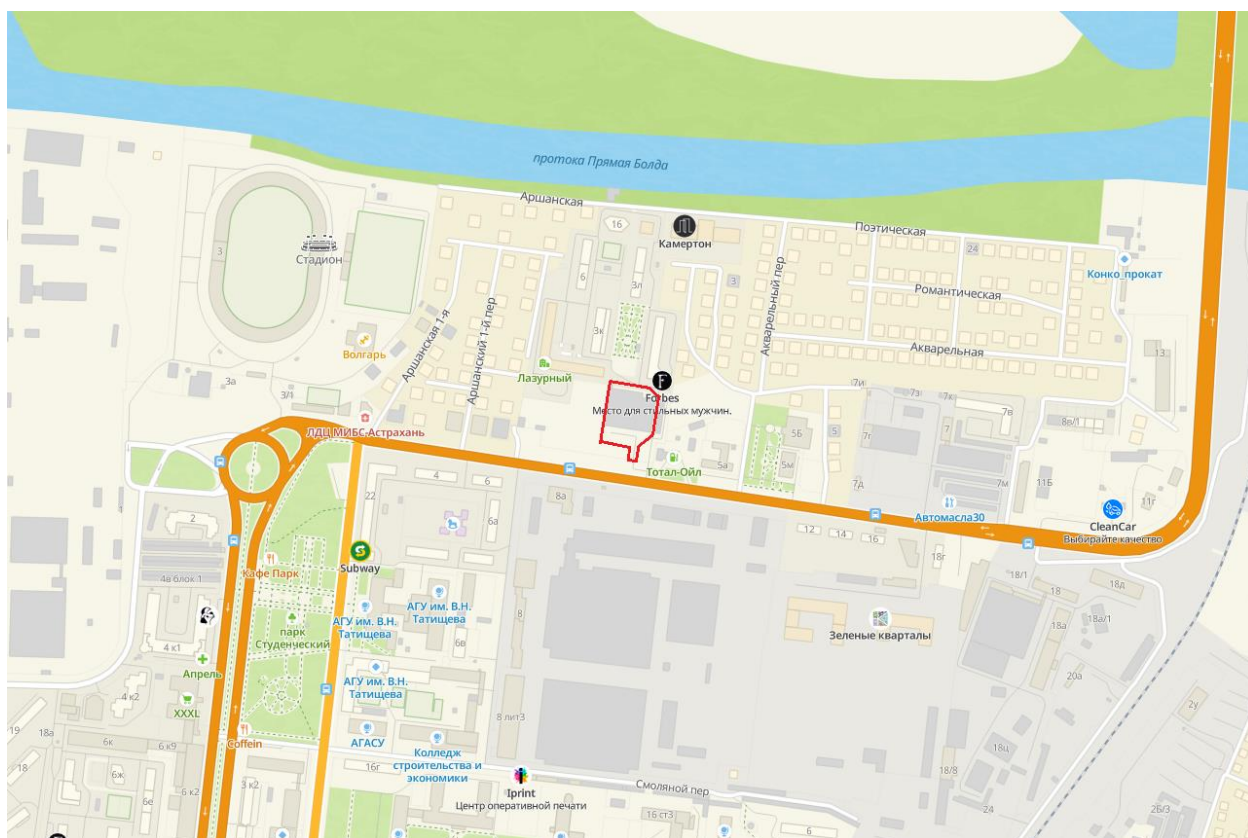 протока Прямая Болда
Аршанская
16
Камертон
Поэтическая
24
Конко_прокат
3
Стадион
6
3л
3
Романтическая
Акварельный пер
Аршанская 1-я
Аршанский 1-й пер
3к
Волгарь
Акварельная
13
Лазурный
3а
3/1
Forbes
Место для стильных мужчин.
7и
7з
7к
7в
8в/1
ЛДЦ МИБС-Астрахань
5Б
5
7г
7
Тотал-Ойл
5а
5м
7д
7м
11Б
11г
4
6
22
8а
6а
2
Автомасла30
CleanCar
Выбирайте качество
12
14
16
18г
Subway
Кафе Парк
4в блок 1
18/1
18д
18
АГУ им. В.Н.
Татищева
АГУ им. В.Н.
Татищева
8
18а/1
18а
парк
Студенческий
Зеленые кварталы
4 к1
6в
Апрель
АГУ им. В.Н.
Татищева
20а
4 к2
XXXL
2у
8 лит3
19
18а
6к
6 к9
Coffein
АГАСУ
Колледж
строительства и
экономики
18ц
18
16г
18/8
6ж
Iprint
Центр оперативной печати
Смоляной пер
6е
6 к2
3 к2
24
2Б/3
16 ст3
6